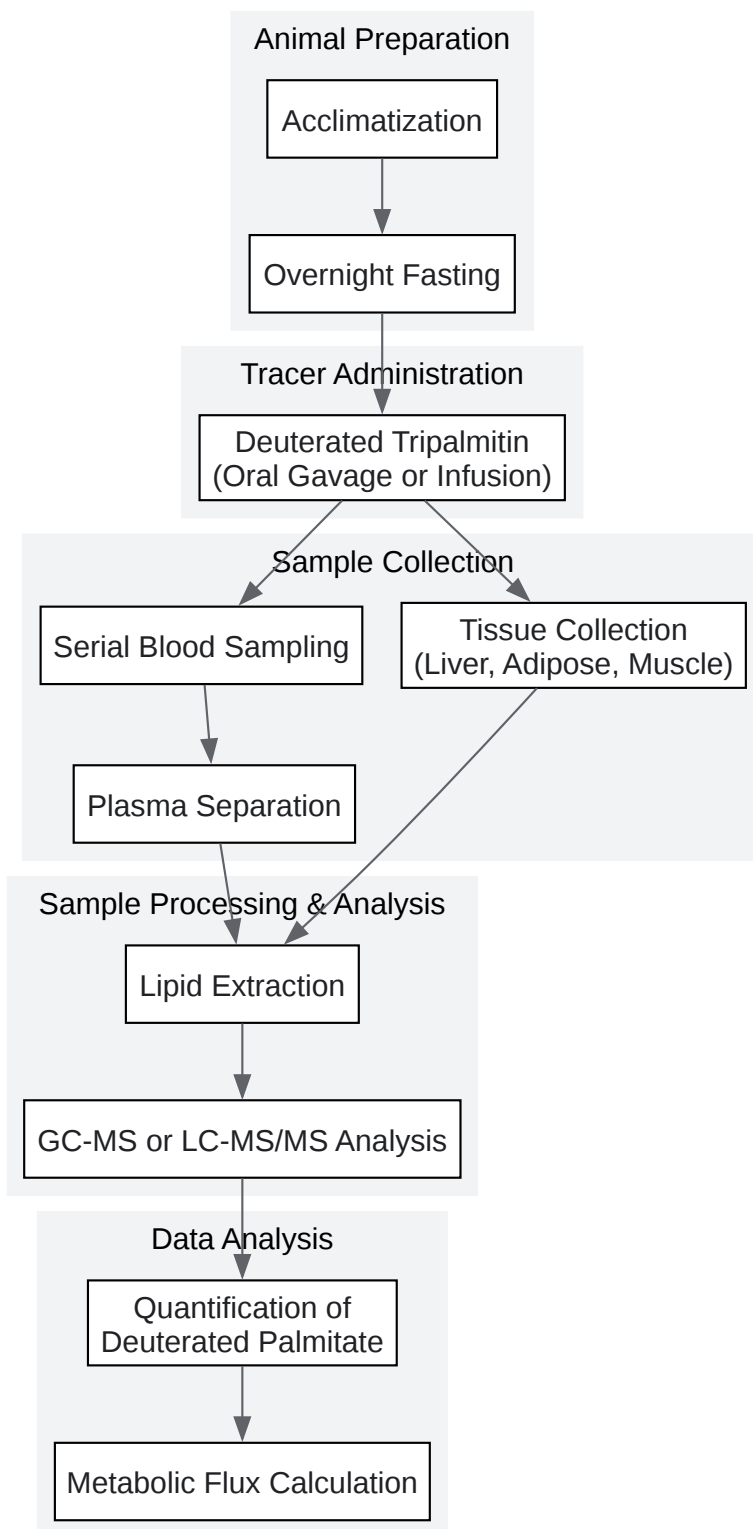 Animal Preparation
Acclimatization
Overnight Fasting
Tracer Administration
Deuterated Tripalmitin
(Oral Gavage or Infusion)
Sample Collection
Serial Blood Sampling
Tissue Collection
(Liver, Adipose, Muscle)
Plasma Separation
Sample Processing & Analysis
Lipid Extraction
GC-MS or LC-MS/MS Analysis
Data Analysis
Quantification of
Deuterated Palmitate
Metabolic Flux Calculation